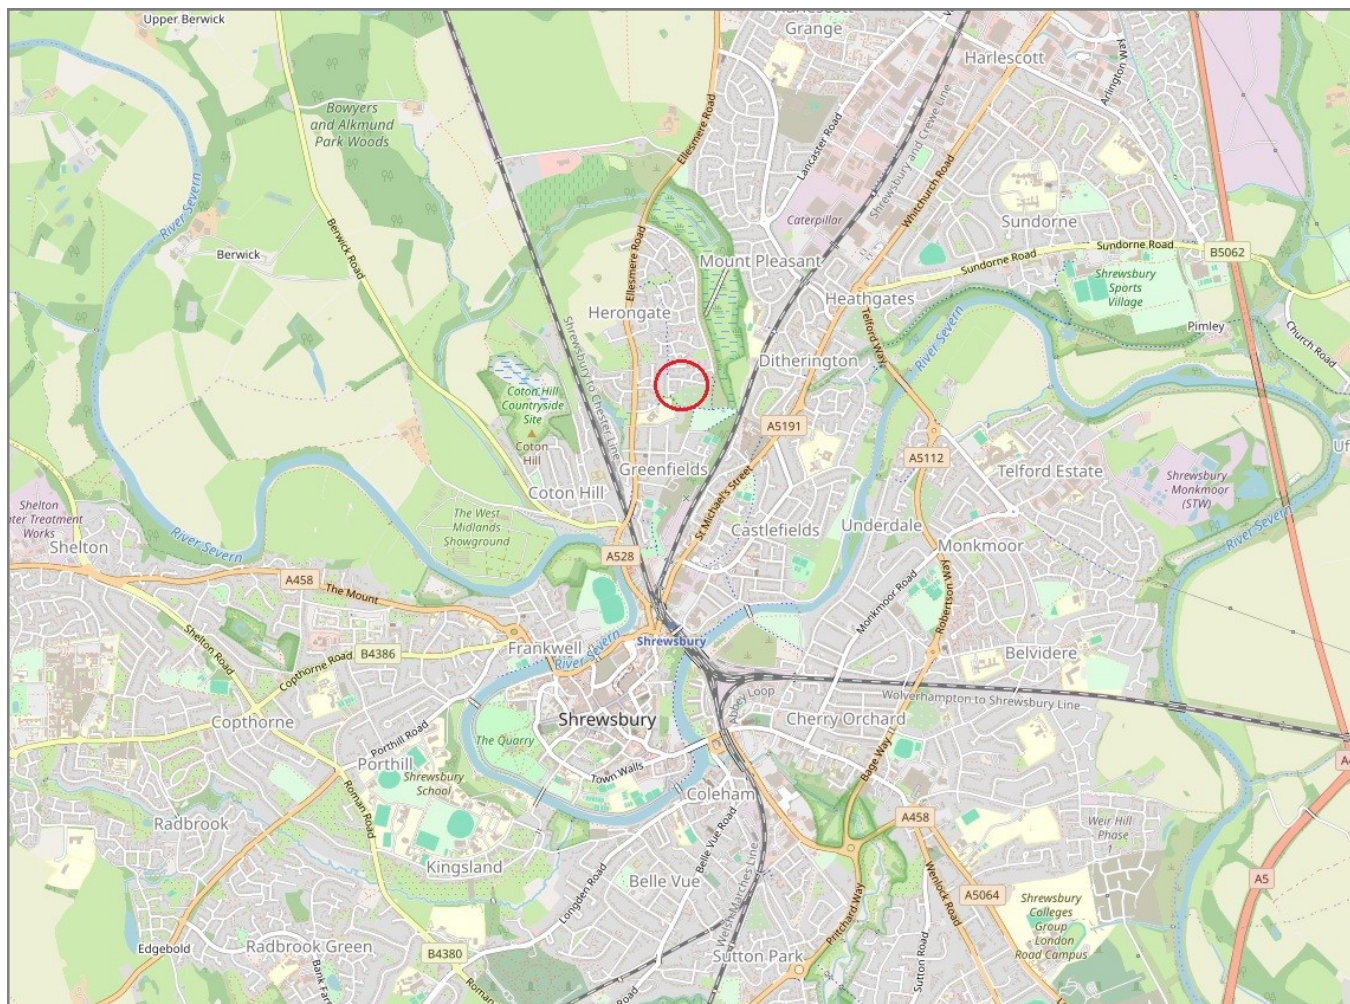 Upper Berwick
Grange
Harlescott
Arlington Way
Bowyers
and Alkmund
Park Woods
Ellesmere Road
Lancaster Road
Shrewsbury and Crewe Line
Whitchurch Road
River Severn
Caterpillar
Sundorne
Berwick
Berwick Road
Ellesmere Road
Mount Pleasant
Sundorne Road
Sundorne Road
B5062
Shrewsbury
Sports
Village
Heathgates
Herongate
Telford Way
Pimley
Church Road
Shrewsbury to Chester Line
River Severn
Ditherington
Coton Hill
Countryside
Site
Coton
Hill
A5191
A5112
Greenfields
Telford Estate
Shrewsbury
Monkmoor
(STW)
Coton Hill
St Michael's Street
Shelton
Works
Shelton
The West
Midlands
Showground
Castlefields
Underdale
River Severn
River Severn
A528
Monkmoor
A458
The Mount
Monkmoor Road
Robertson Way
Shelton Road
Shrewsbury
Frankwell
River Severn
B4386
Copthorne Road
Belvidere
Wolverhampton to Shrewsbury Line
Abbey Loop
Copthorne
Shrewsbury
Cherry Orchard
Porthill Road
The Quarry
Bage Way
Porthill
Town Walls
Shrewsbury
School
Coleham
Roman Road
Radbrook
A458
Weir Hill
Phase
1
Kingsland
Belle Vue Road
Belle Vue
Longden Road
Welsh Marches Line
Wenlock Road
A5064
A5
Pritchard Way
Shrewsbury
Colleges
Group
London
Road Campus
Edgebold
Radbrook Green
B4380
Sutton Park
Sutton Road